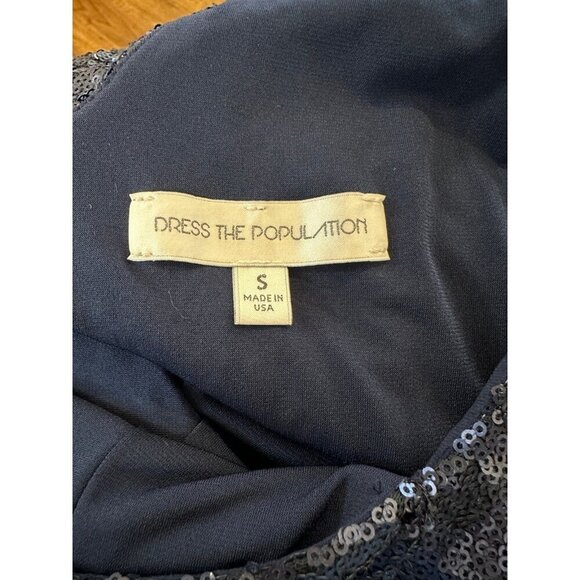 DRESS THE POPULATION
S
MADE IN
USA